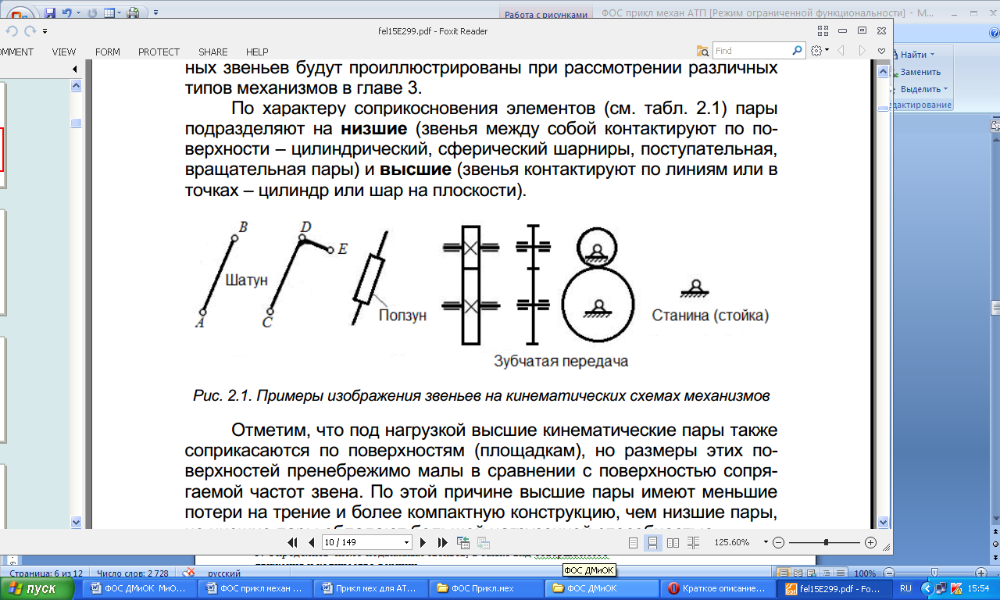 Работа с рисунками
ФОС прикл механ АТП [Режим ограниченной функциональности] - M...
fel15E299.pdf - Foxit Reader
OMMENT VIEW FORM PROTECT SHARE HELP
Find
Найти
Заменить
Выделить
дактирование
ных звеньев будут проиллюстрированы при рассмотрении различных
типов механизмов в главе 3.
По характеру соприкосновения элементов (см. табл. 2.1) пары
подразделяют на низшие (звенья между собой контактируют по по-
верхности – цилиндрический, сферический шарниры, поступательная,
вращательная пары) и высшие (звенья контактируют по линиям или в
точках – цилиндр или шар на плоскости).
B
D
E
Шатун
A
C
Ползун
Станина (стойка)
Зубчатая передача
Рис. 2.1. Примеры изображения звеньев на кинематических схемах механизмов
Отметим, что под нагрузкой высшие кинематические пары также
соприкасаются по поверхностям (площадкам), но размеры этих по-
верхностей пренебрежимо малы в сравнении с поверхностью сопря-
гаемой частот звена. По этой причине высшие пары имеют меньшие
потери на трение и более компактную конструкцию, чем низшие пары,
10 / 149
125.60%
ФОС ДМиОК
Страница: 6 из 12 Число слов: 2 728 русский
100%
пуск
ФОС ДМиОК МиО...
ФОС прикл механ ...
Прикл мех для АТ...
ФОС Прикл.мех
ФОС ДМиОК
Краткое описание...
fel15E299.pdf - Fo...
RU
15:54